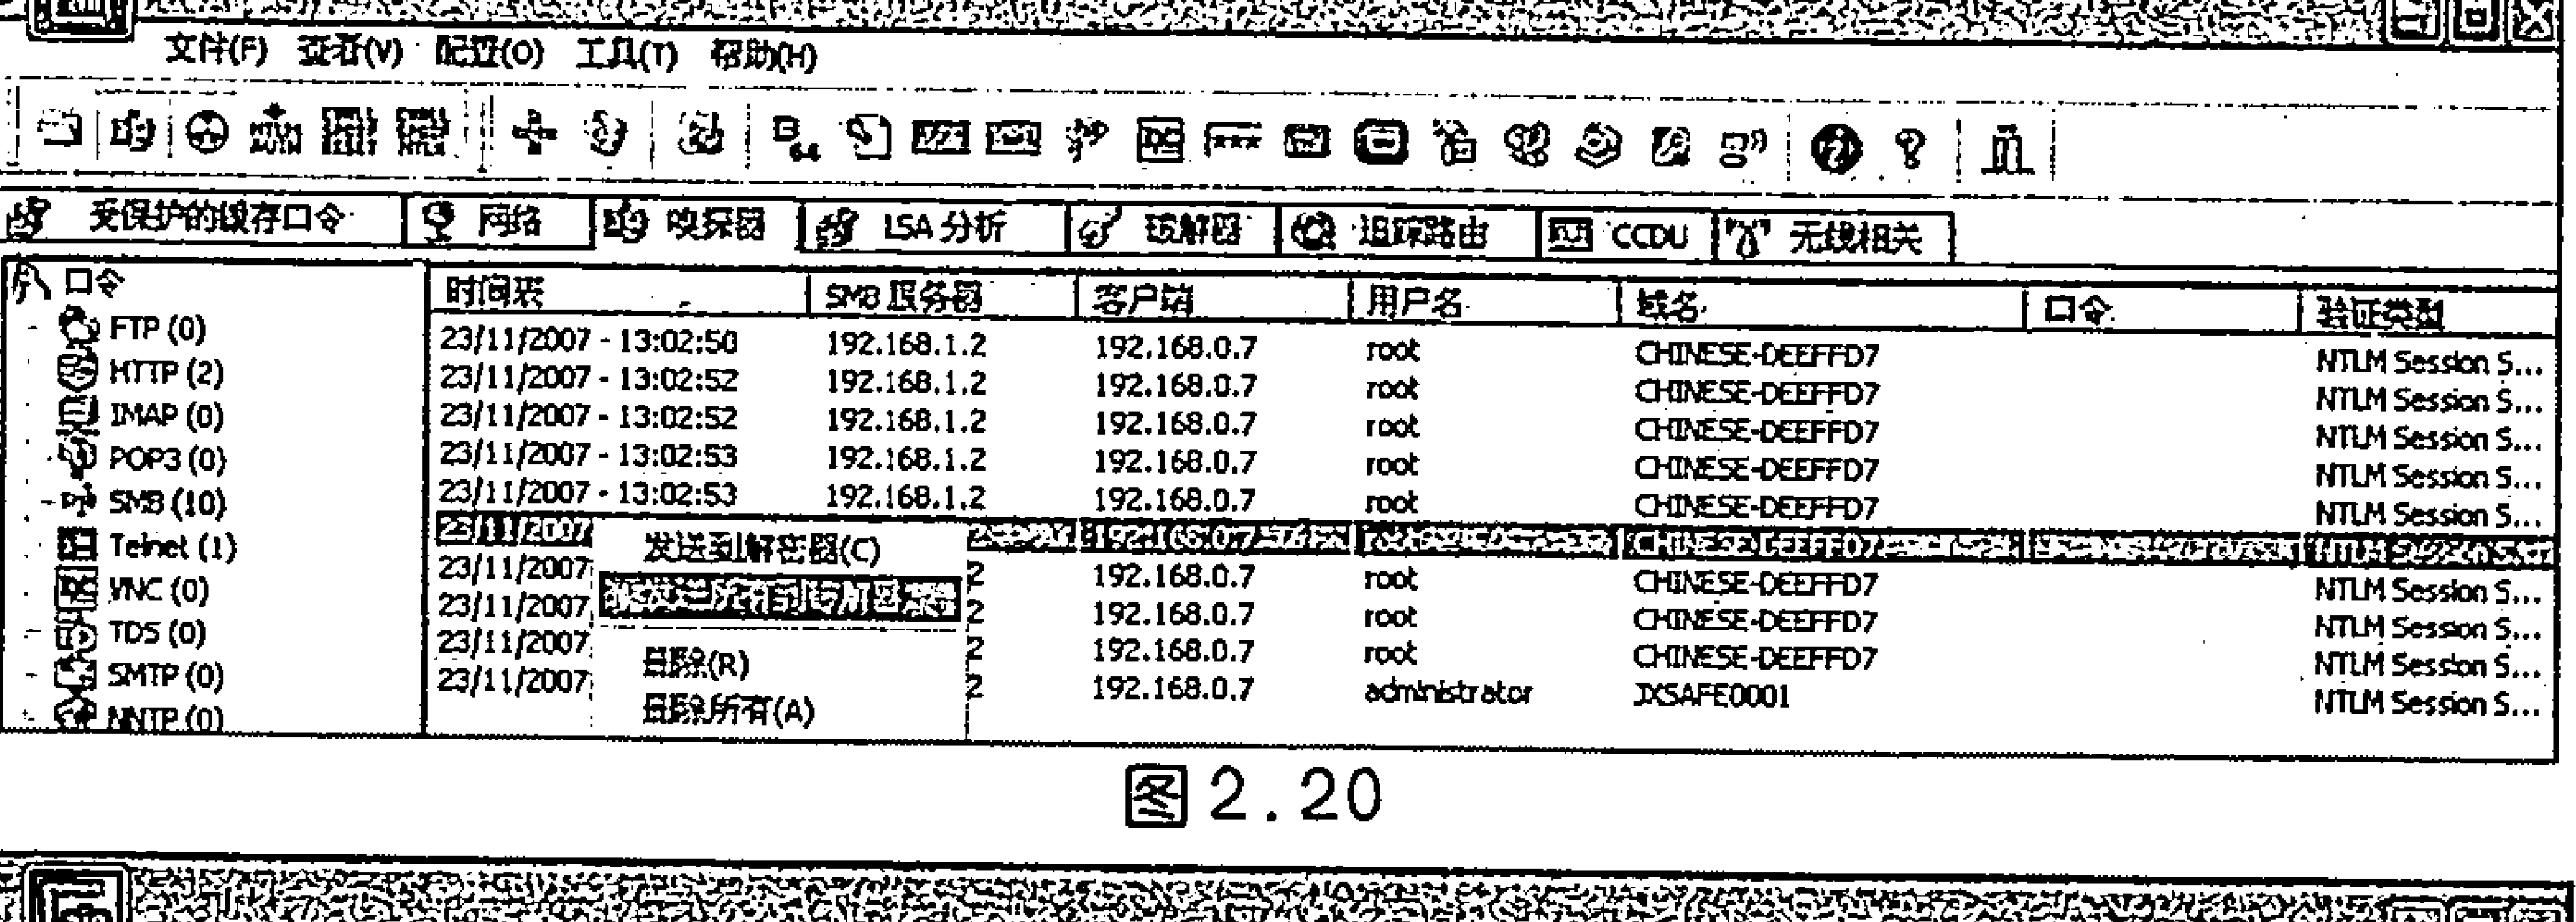 文件(F) 查看(V) 配置(O) 工具(T) 帮助(H)
受保护的缓存口令 网络 嗅探器 LSA 分析 破解器 追踪路由 CCDU 无线相关
口令
FTP (0)
HTTP (2)
IMAP (0)
POP3 (0)
SMB (10)
Telnet (1)
VNC (0)
TDS (0)
SMTP (0)
NNTP (0)
时间 SMB 服务器 客户端 用户名 域名 口令 验证类型
23/11/2007 - 13:02:50 192.168.1.2 192.168.0.7 root CHINESE-DEEFFD7 NTLM Session S...
23/11/2007 - 13:02:52 192.168.1.2 192.168.0.7 root CHINESE-DEEFFD7 NTLM Session S...
23/11/2007 - 13:02:52 192.168.1.2 192.168.0.7 root CHINESE-DEEFFD7 NTLM Session S...
23/11/2007 - 13:02:53 192.168.1.2 192.168.0.7 root CHINESE-DEEFFD7 NTLM Session S...
23/11/2007 - 13:02:53 192.168.1.2 192.168.0.7 root CHINESE-DEEFFD7 NTLM Session S...
23/11/2007 2 192.168.0.7 root CHINESE-DEEFFD7
23/11/2007 2 192.168.0.7 root CHINESE-DEEFFD7 NTLM Session S...
23/11/2007 2 192.168.0.7 root CHINESE-DEEFFD7 NTLM Session S...
23/11/2007 2 192.168.0.7 root CHINESE-DEEFFD7 NTLM Session S...
23/11/2007 2 192.168.0.7 administrator JXSAFE0001 NTLM Session S...
发送到解密器(C)
删除(R)
删除所有(A)
图2.20